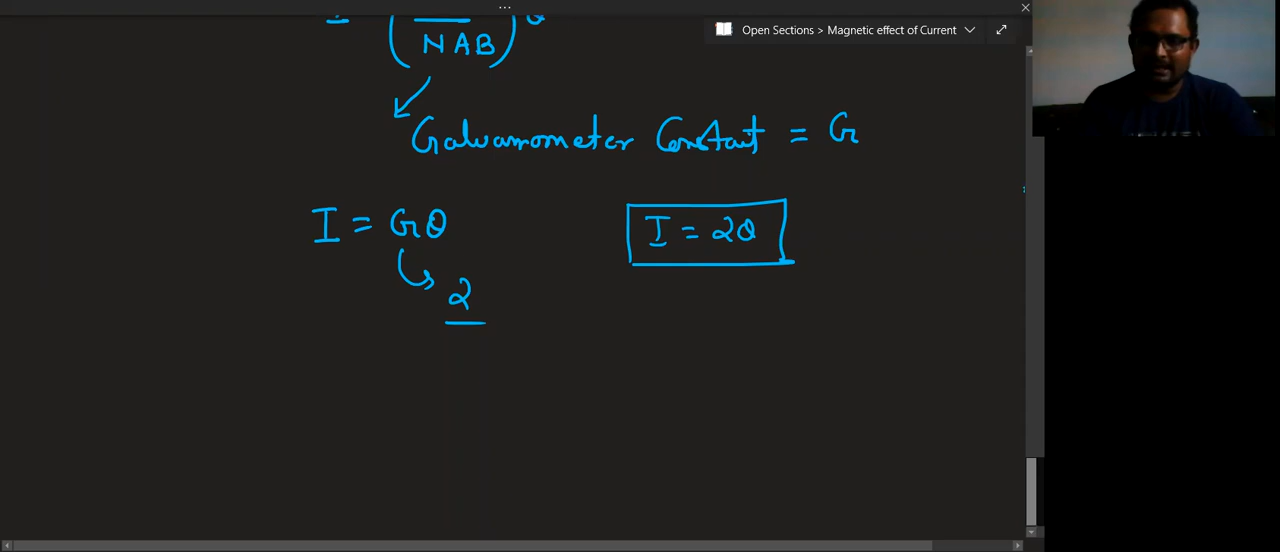 ...
Open Sections > Magnetic effect of Current
NAB
Galvanometer Constant = G
I = Gθ
I = 2θ
2